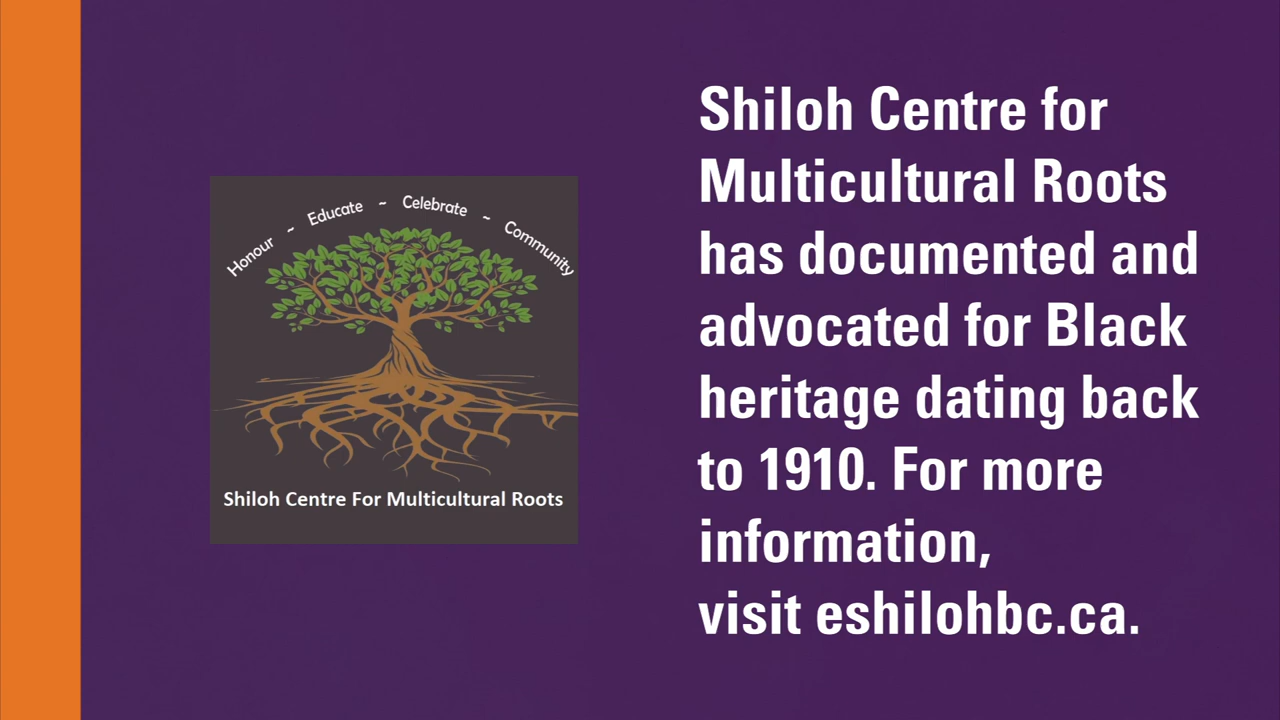 Honour ~ Educate ~ Celebrate ~ Community
Shiloh Centre For Multicultural Roots
Shiloh Centre for
Multicultural Roots
has documented and
advocated for Black
heritage dating back
to 1910. For more
information,
visit eshilohbc.ca.